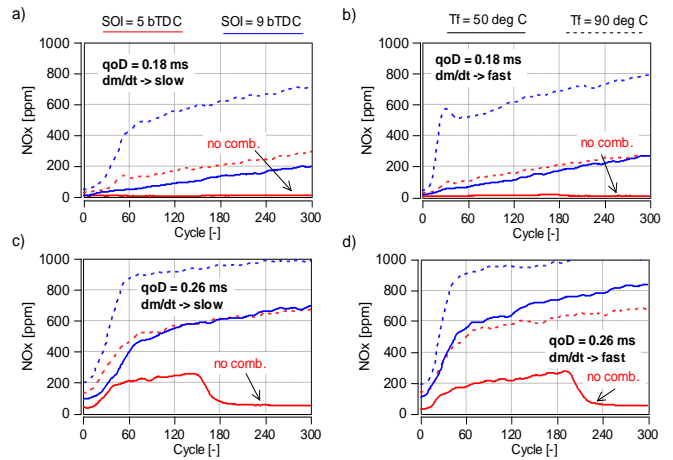 SOI = 5 bTDC SOI = 9 bTDC Tf = 50 deg C Tf = 90 deg C
a) b)
1000
800
600
400
200
0
NOx [ppm]
qoD = 0.18 ms
dm/dt -> slow
no comb.
0 60 120 180 240 300
Cycle [-]
1000
800
600
400
200
0
NOx [ppm]
qoD = 0.18 ms
dm/dt -> fast
no comb.
0 60 120 180 240 300
Cycle [-]
c) d)
1000
800
600
400
200
0
NOx [ppm]
qoD = 0.26 ms
dm/dt -> slow
no comb.
0 60 120 180 240 300
Cycle [-]
1000
800
600
400
200
0
NOx [ppm]
qoD = 0.26 ms
dm/dt -> fast
no comb.
0 60 120 180 240 300
Cycle [-]